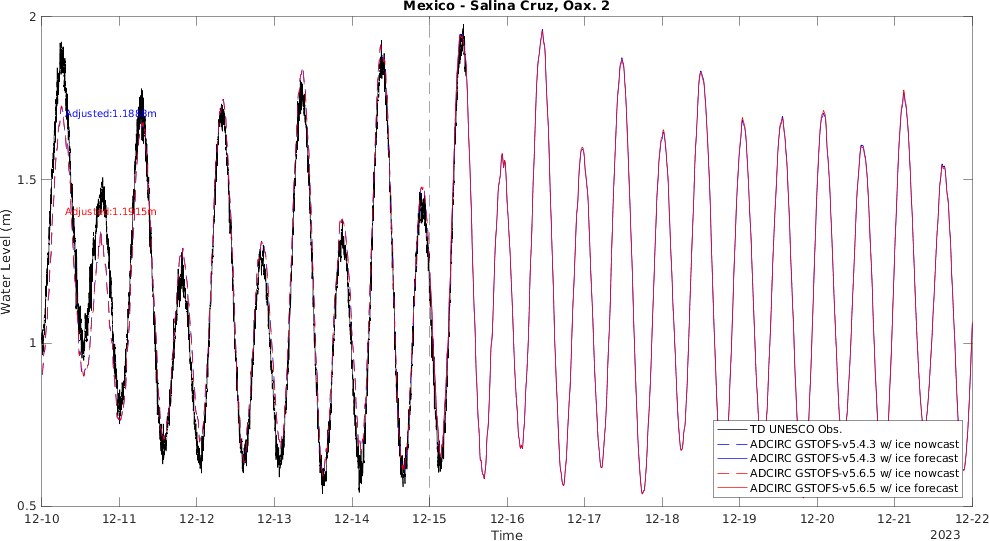 Mexico - Salina Cruz, Oax. 2
2
1.5
1
0.5
Water Level (m)
Adjusted:1.1883m
Adjusted:1.1915m
TD UNESCO Obs.
ADCIRC GSTOFS-v5.4.3 w/ ice nowcast
ADCIRC GSTOFS-v5.4.3 w/ ice forecast
ADCIRC GSTOFS-v5.6.5 w/ ice nowcast
ADCIRC GSTOFS-v5.6.5 w/ ice forecast
12-10 12-11 12-12 12-13 12-14 12-15 12-16 12-17 12-18 12-19 12-20 12-21 12-22
Time
2023